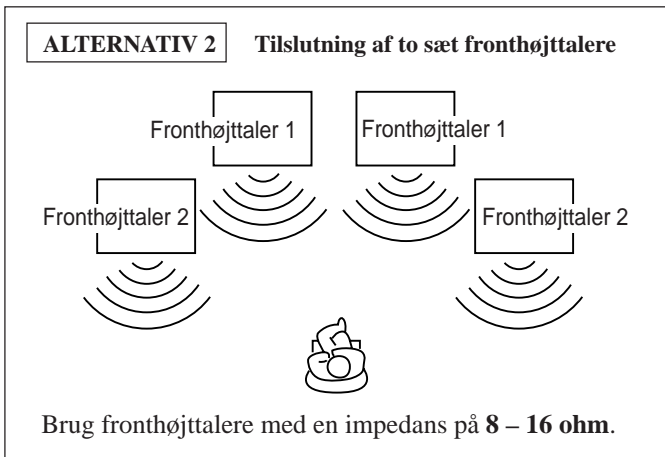 ALTERNATIV 2 Tilslutning af to sæt fronthøjttalere
Fronthøjttaler 1 Fronthøjttaler 1
Fronthøjttaler 2 Fronthøjttaler 2
Brug fronthøjttalere med en impedans på 8 – 16 ohm.